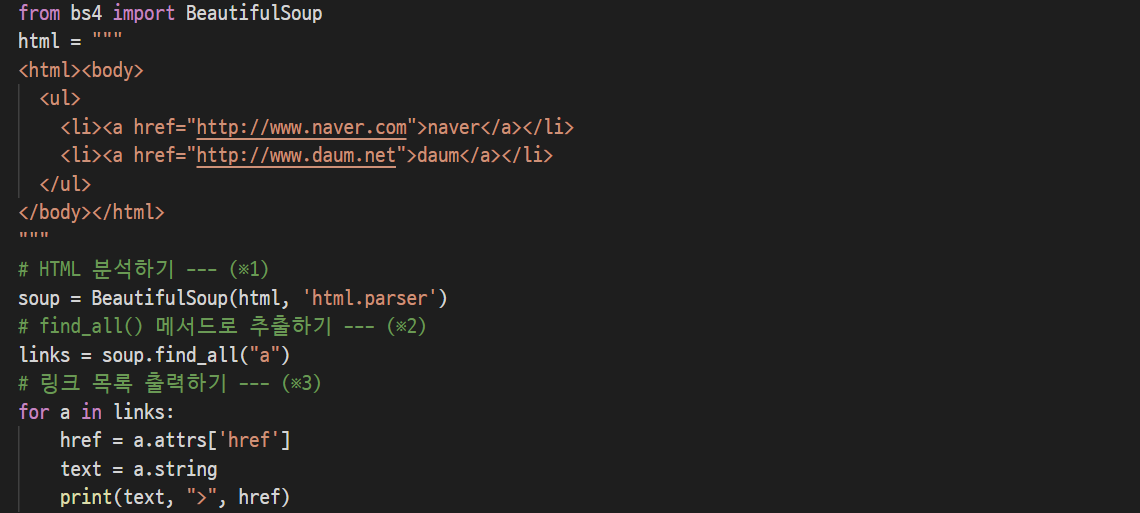 from bs4 import BeautifulSoup
html = """
<html><body>
  <ul>
    <li><a href="http://www.naver.com">naver</a></li>
    <li><a href="http://www.daum.net">daum</a></li>
  </ul>
</body></html>
"""
# HTML 분석하기 --- (※1)
soup = BeautifulSoup(html, 'html.parser')
# find_all() 메서드로 추출하기 --- (※2)
links = soup.find_all("a")
# 링크 목록 출력하기 --- (※3)
for a in links:
    href = a.attrs['href']
    text = a.string
    print(text, ">", href)